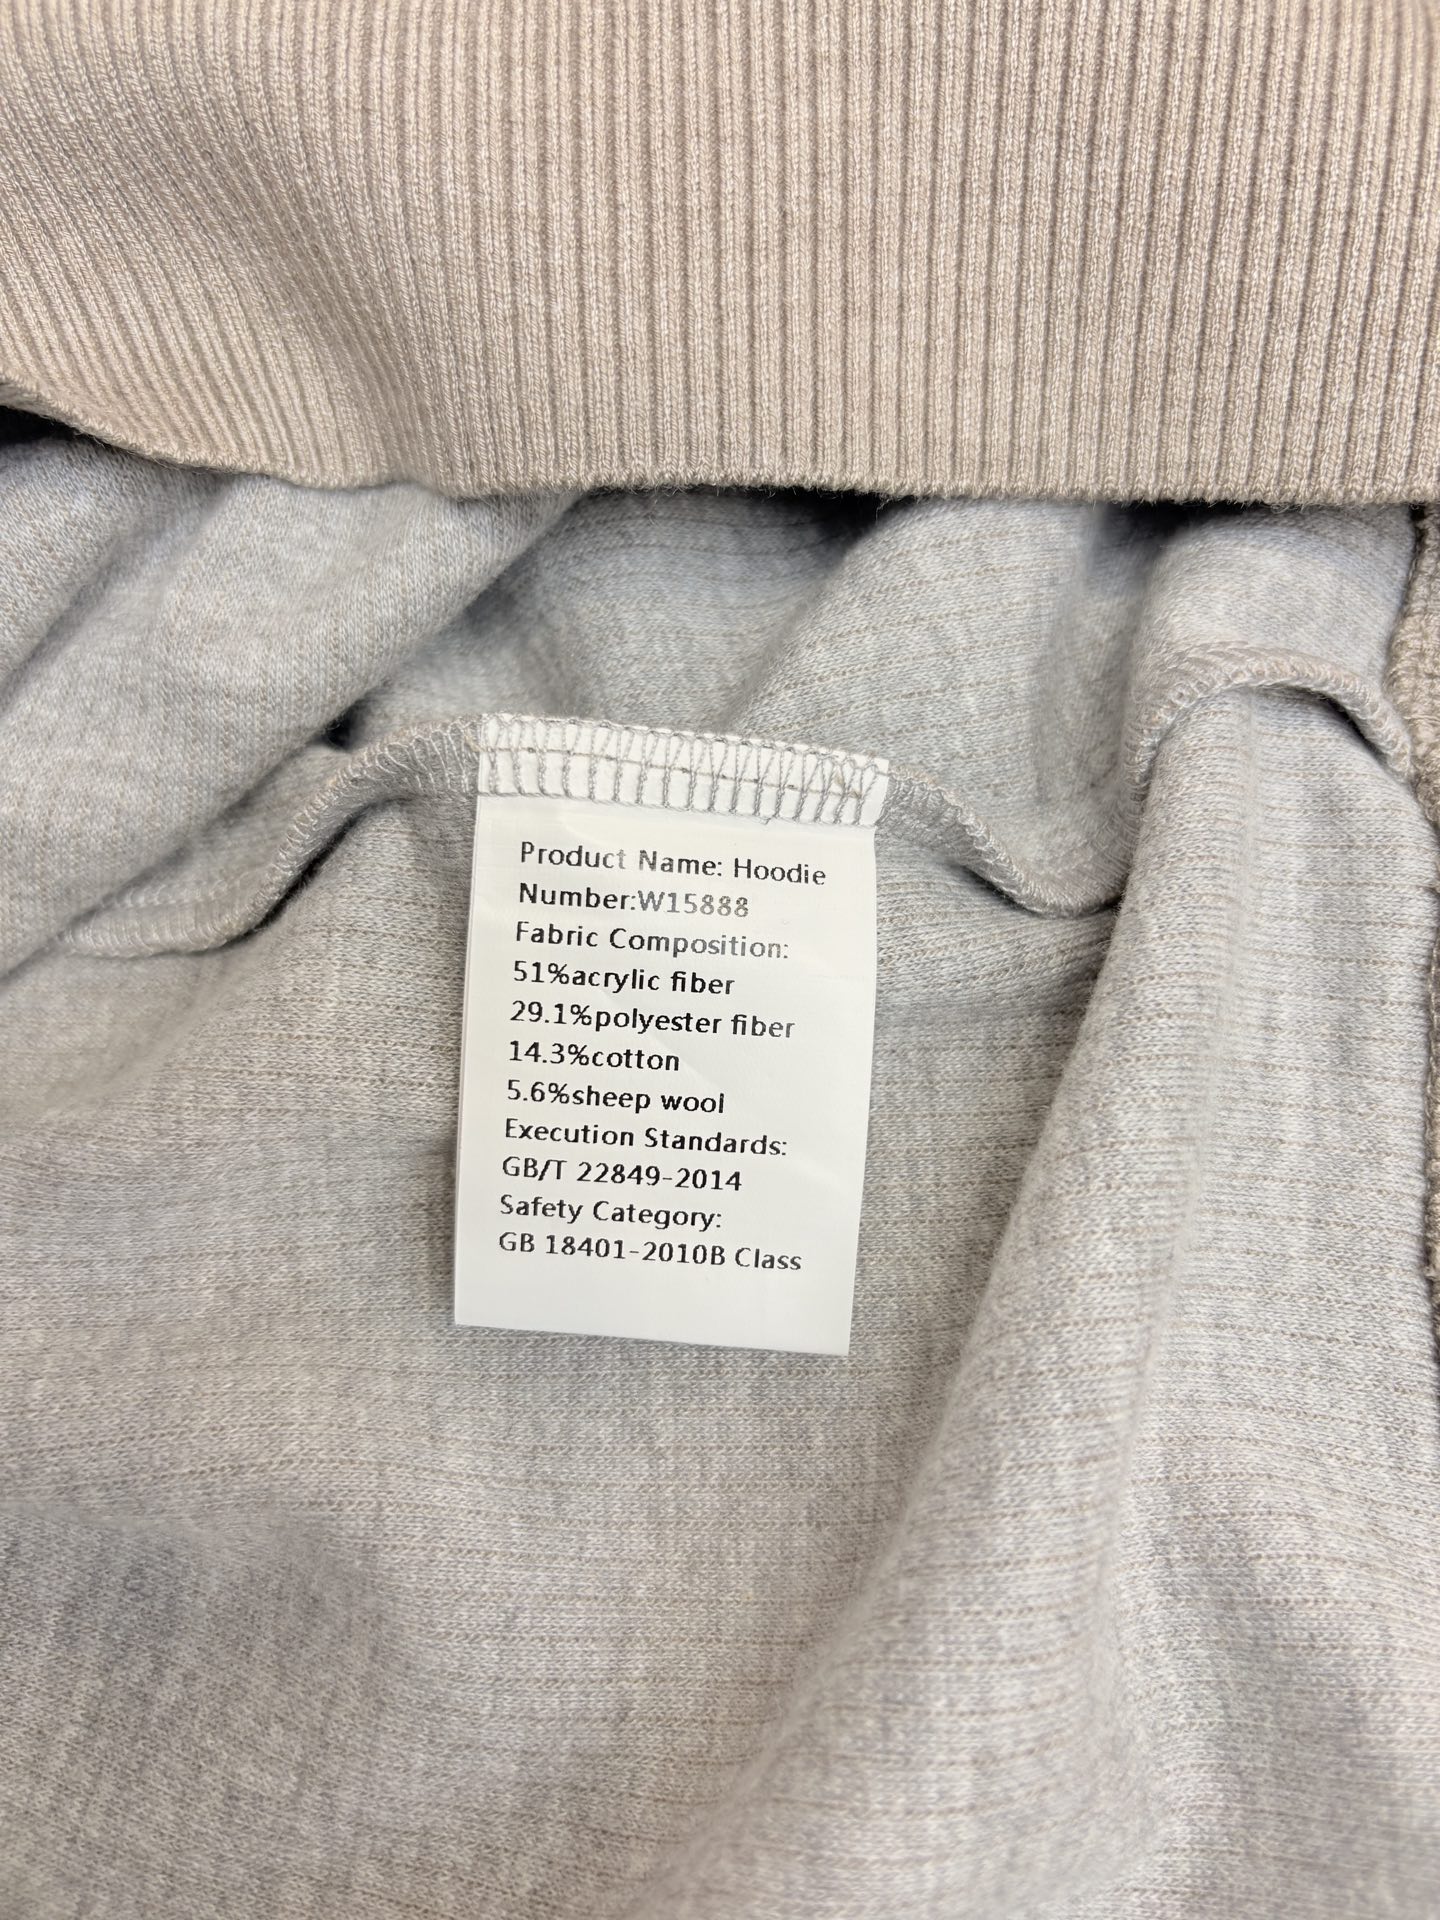 Product Name: Hoodie
Number:W15888
Fabric Composition:
51%acrylic fiber
29.1%polyester fiber
14.3%cotton
5.6%sheep wool
Execution Standards:
GB/T 22849-2014
Safety Category:
GB 18401-2010B Class